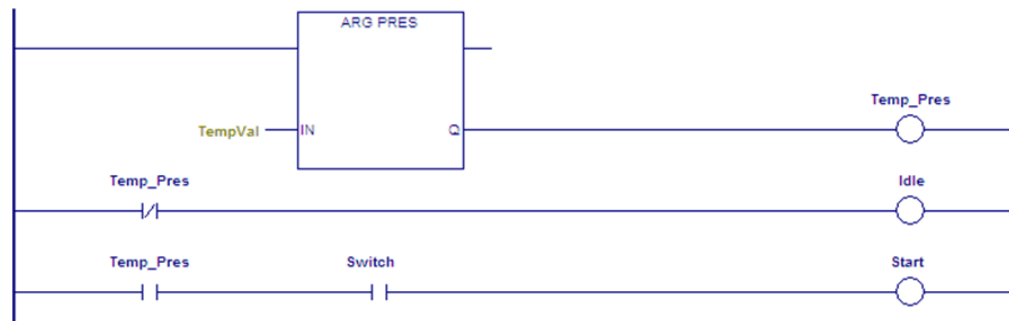 ARG PRES
Temp_Pres
TempVal IN Q
Temp_Pres Idle
Temp_Pres Switch Start